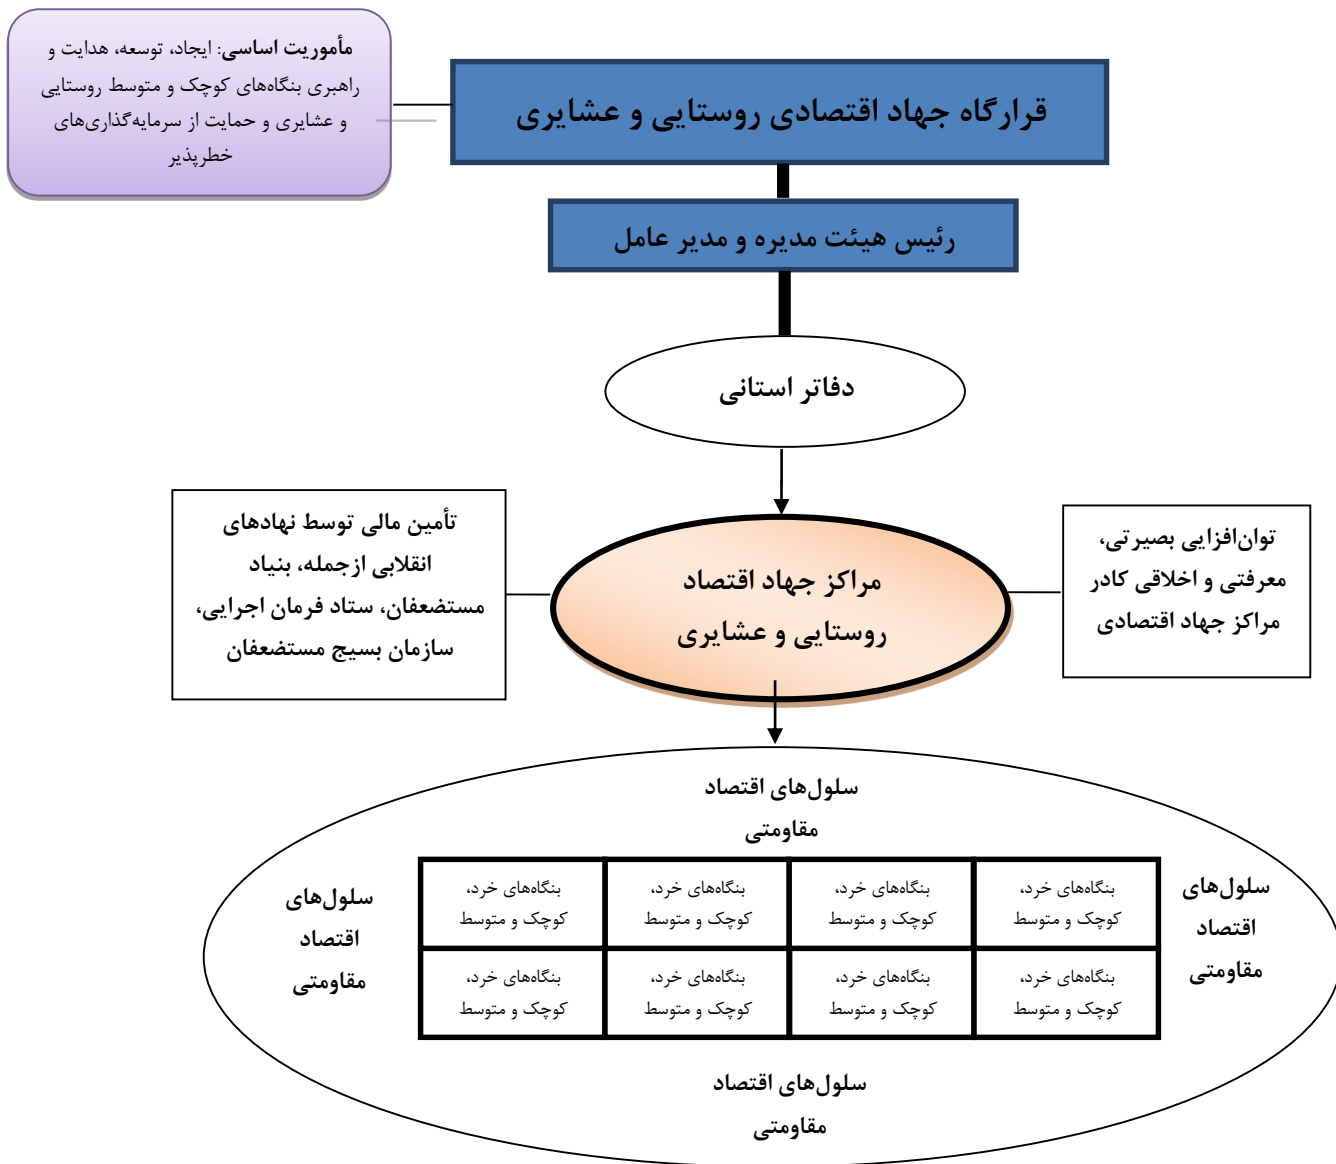 مأموریت اساسی: ایجاد، توسعه، هدایت و
راهبری بنگاه‌های کوچک و متوسط روستایی
و عشایری و حمایت از سرمایه‌گذاری‌های
خطرپذیر
قرارگاه جهاد اقتصادی روستایی و عشایری
رئیس هیئت مدیره و مدیر عامل
دفاتر استانی
توان‌افزایی بصیرتی،
معرفتی و اخلاقی کادر
مراکز جهاد اقتصادی
مراکز جهاد اقتصاد
روستایی و عشایری
تأمین مالی توسط نهادهای
انقلابی ازجمله، بنیاد
مستضعفان، ستاد فرمان اجرایی،
سازمان بسیج مستضعفان
سلول‌های اقتصاد
مقاومتی
سلول‌های
اقتصاد
مقاومتی
بنگاه‌های خرد،
کوچک و متوسط
بنگاه‌های خرد،
کوچک و متوسط
بنگاه‌های خرد،
کوچک و متوسط
بنگاه‌های خرد،
کوچک و متوسط
بنگاه‌های خرد،
کوچک و متوسط
بنگاه‌های خرد،
کوچک و متوسط
بنگاه‌های خرد،
کوچک و متوسط
بنگاه‌های خرد،
کوچک و متوسط
سلول‌های
اقتصاد
مقاومتی
سلول‌های اقتصاد
مقاومتی